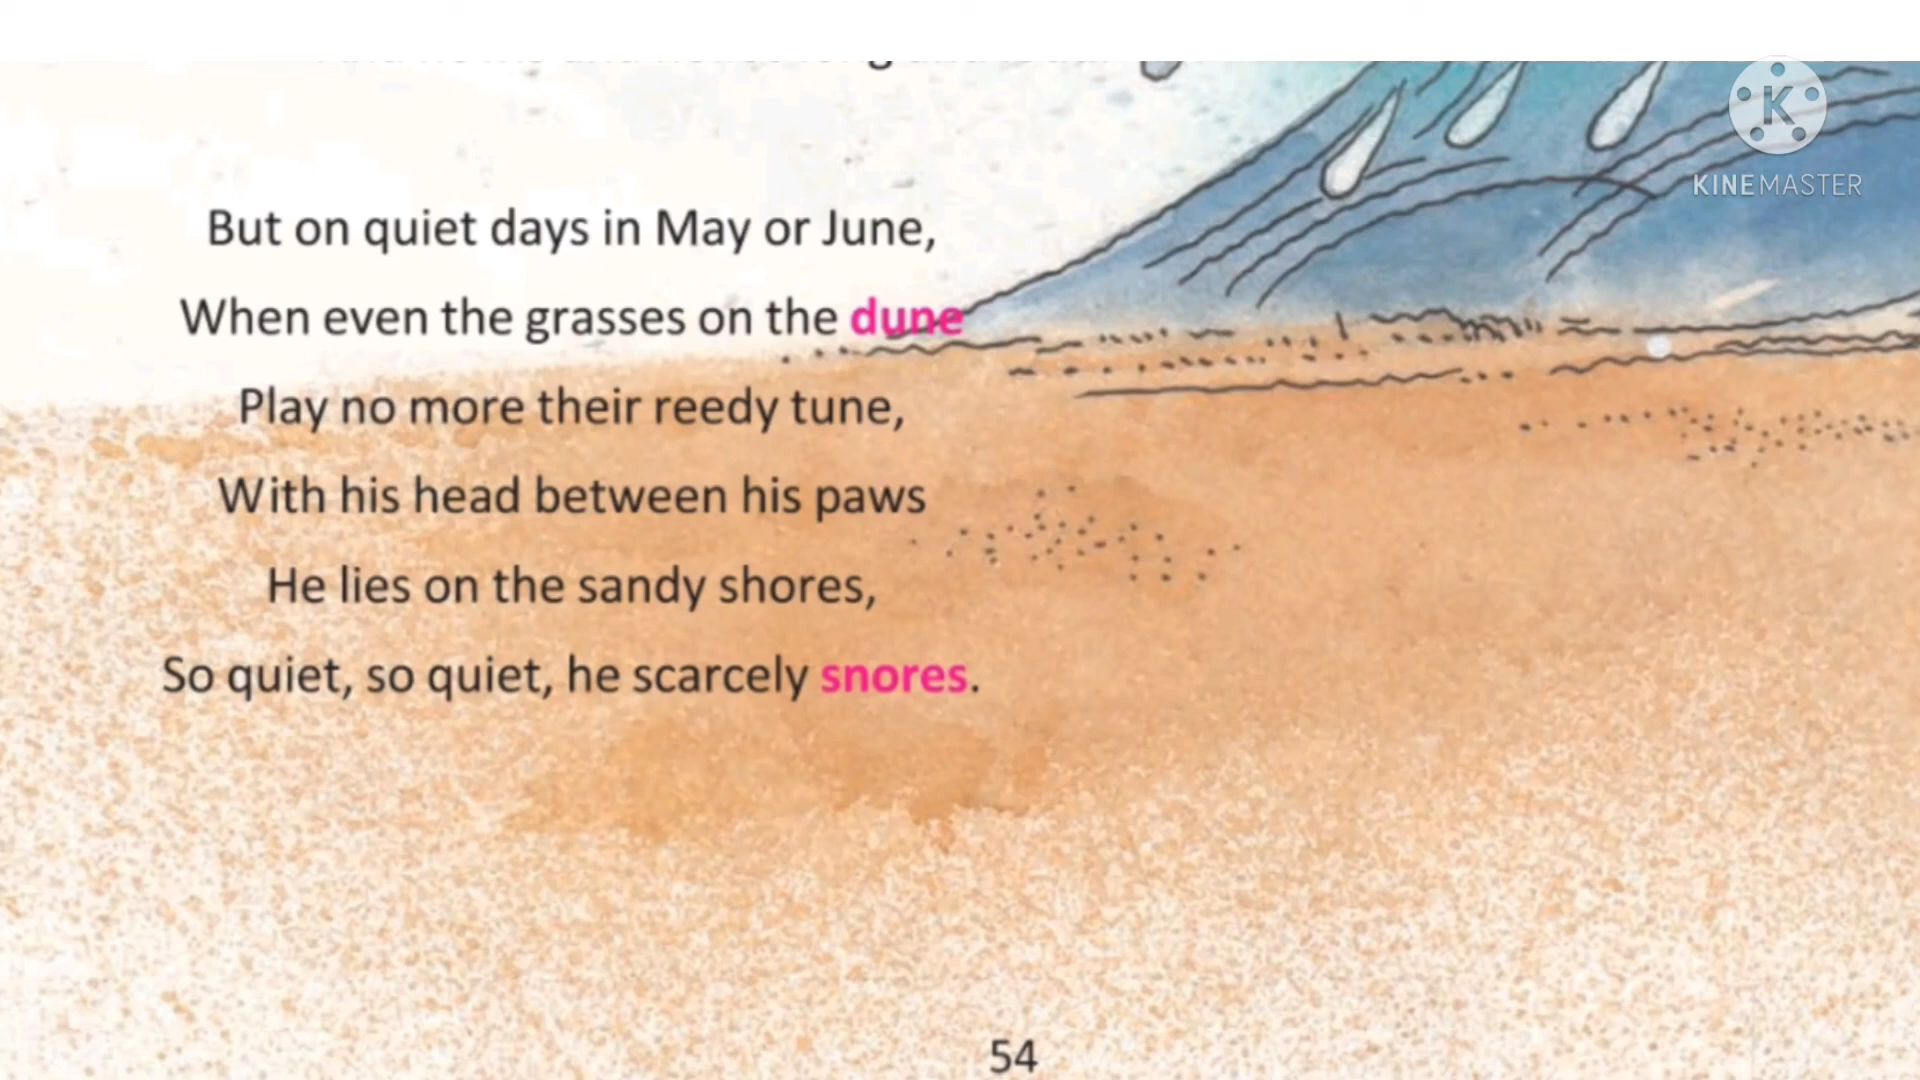 But on quiet days in May or June,
When even the grasses on the dune
Play no more their reedy tune,
With his head between his paws
He lies on the sandy shores,
So quiet, so quiet, he scarcely snores.
54
KINEMASTER